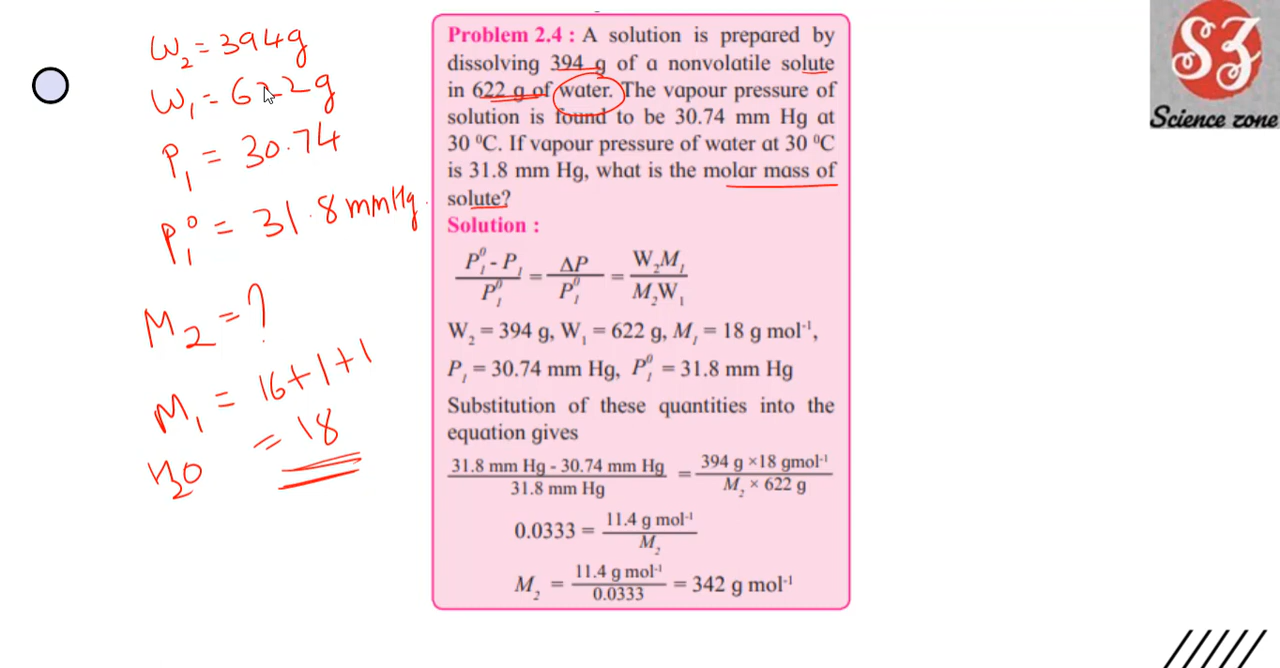 W₂ = 394g
W₁ = 622g
P₁ = 30.74
P₁⁰ = 31.8 mmHg.
M₂ = ?
M₁ = 16+1+1
= 18
H₂O
Problem 2.4 : A solution is prepared by
dissolving 394 g of a nonvolatile solute
in 622 g of water. The vapour pressure of
solution is found to be 30.74 mm Hg at
30 ⁰C. If vapour pressure of water at 30 ⁰C
is 31.8 mm Hg, what is the molar mass of
solute?
Solution :
P₁⁰ - P₁ / P₁⁰ = ΔP / P₁⁰ = W₂M₁ / M₂W₁
W₂ = 394 g, W₁ = 622 g, M₁ = 18 g mol⁻¹,
P₁ = 30.74 mm Hg, P₁⁰ = 31.8 mm Hg
Substitution of these quantities into the
equation gives
31.8 mm Hg - 30.74 mm Hg / 31.8 mm Hg = 394 g ×18 gmol⁻¹ / M₂ × 622 g
0.0333 = 11.4 g mol⁻¹ / M₂
M₂ = 11.4 g mol⁻¹ / 0.0333 = 342 g mol⁻¹
SZ
Science zone